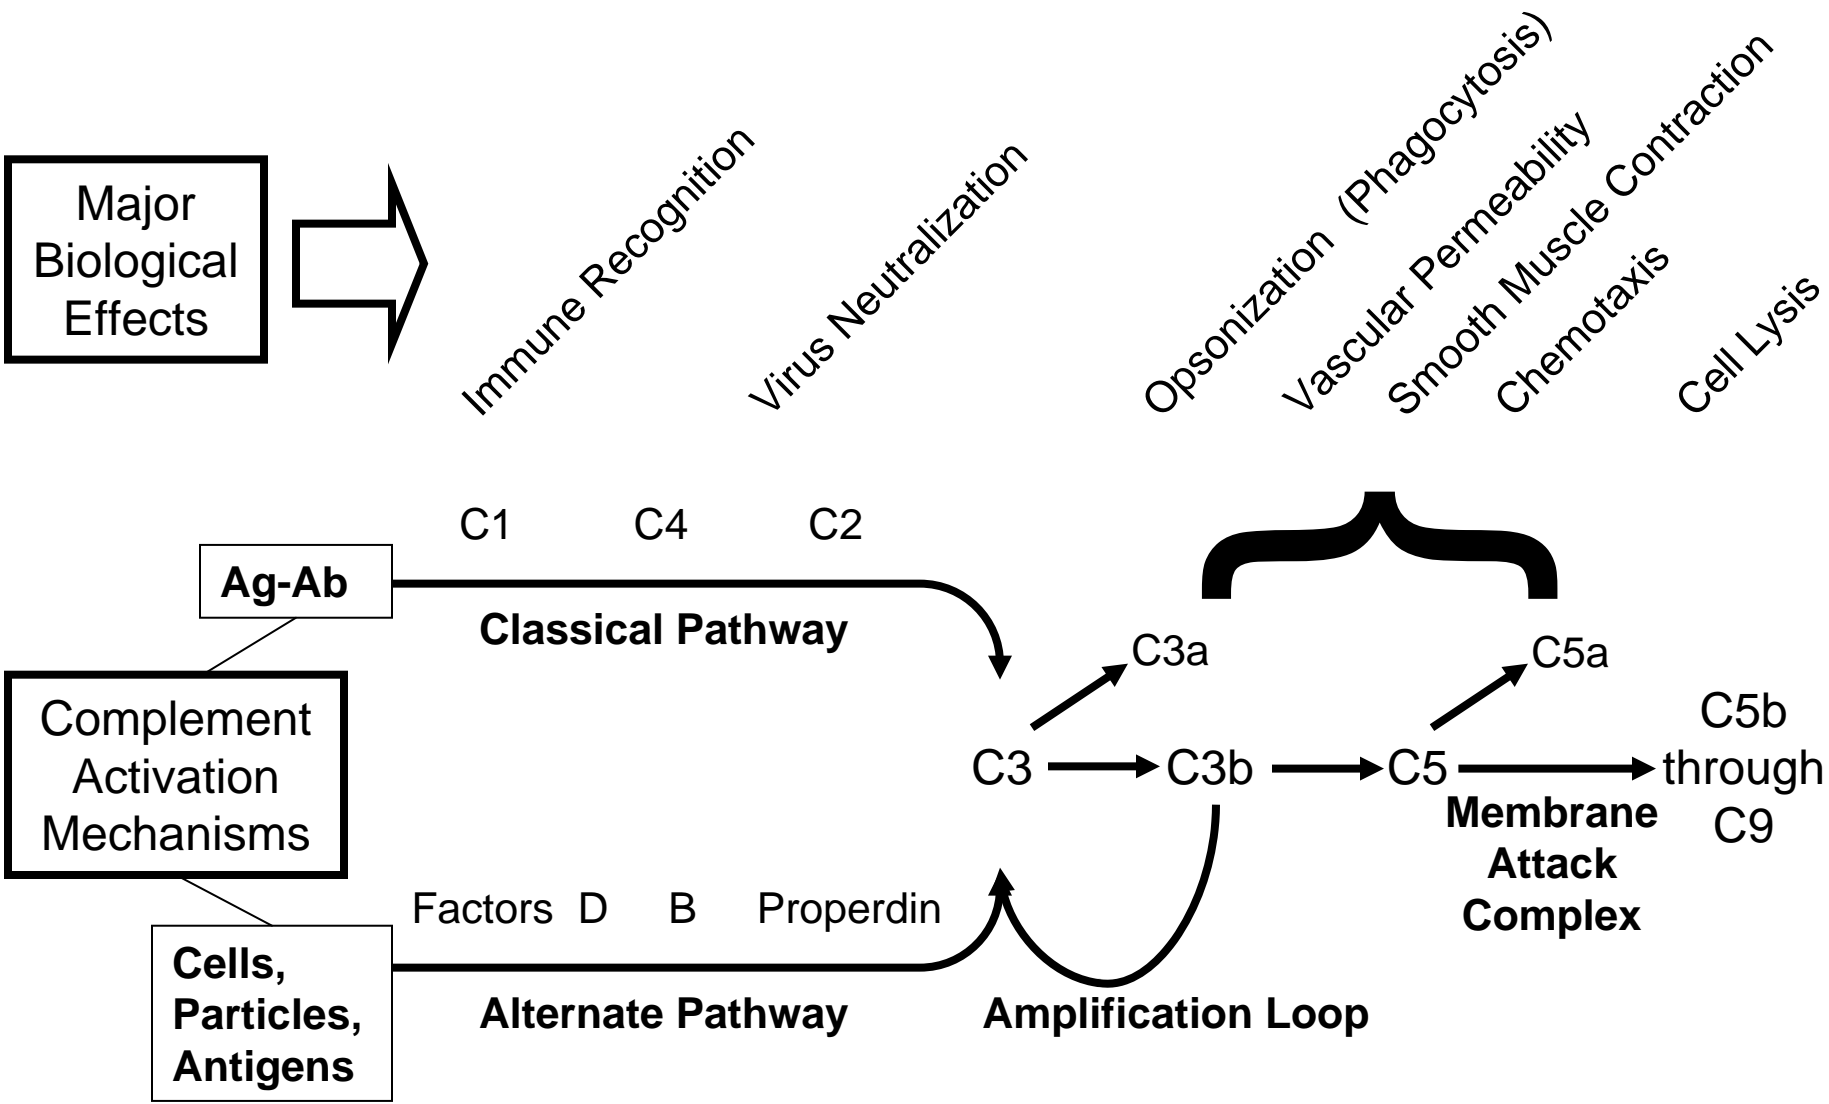 Major
Biological
Effects
Immune Recognition
Virus Neutralization
Opsonization (Phagocytosis)
Vascular Permeability
Smooth Muscle Contraction
Chemotaxis
Cell Lysis
C1 C4 C2
Ag-Ab
Classical Pathway
C3a
C5a
Complement
Activation
Mechanisms
C3
C3b
C5
C5b
through
C9
Membrane
Attack
Complex
Factors D B Properdin
Cells,
Particles,
Antigens
Alternate Pathway
Amplification Loop